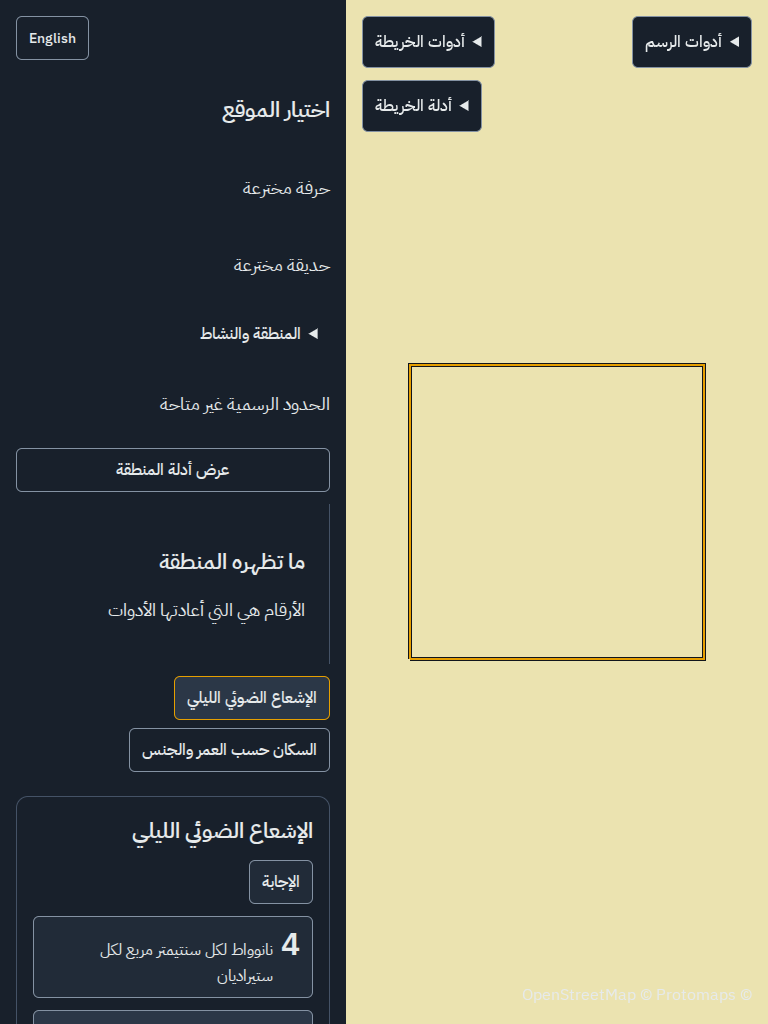 English
اختيار الموقع
حرفة مخترعة
حديقة مخترعة
المنطقة والنشاط
الحدود الرسمية غير متاحة
عرض أدلة المنطقة
ما تظهره المنطقة
الأرقام هي التي أعادتها الأدوات
الإشعاع الضوئي الليلي
السكان حسب العمر والجنس
الإشعاع الضوئي الليلي
الإجابة
4 نانوواط لكل سنتيمتر مربع لكل
ستيراديان
أدوات الرسم
أدوات الخريطة
أدلة الخريطة
OpenStreetMap © Protomaps ©